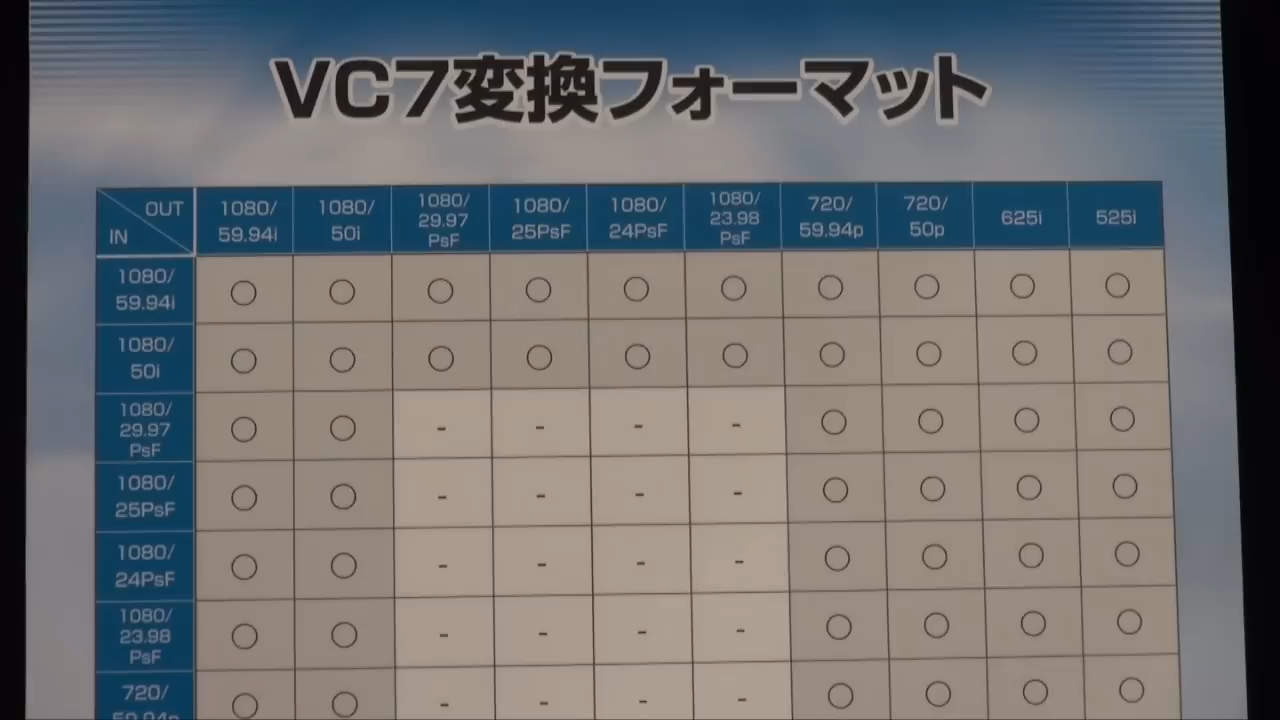 VC7変換フォーマット
OUT
IN
1080/
59.94i
1080/
50i
1080/
29.97
PsF
1080/
25PsF
1080/
24PsF
1080/
23.98
PsF
720/
59.94p
720/
50p
625i
525i
1080/
59.94i
○ ○ ○ ○ ○ ○ ○ ○ ○ ○
1080/
50i
○ ○ ○ ○ ○ ○ ○ ○ ○ ○
1080/
29.97
PsF
○ ○ - - - - ○ ○ ○ ○
1080/
25PsF
○ ○ - - - - ○ ○ ○ ○
1080/
24PsF
○ ○ - - - - ○ ○ ○ ○
1080/
23.98
PsF
○ ○ - - - - ○ ○ ○ ○
720/
59.94p
○ ○ - - - - ○ ○ ○ ○